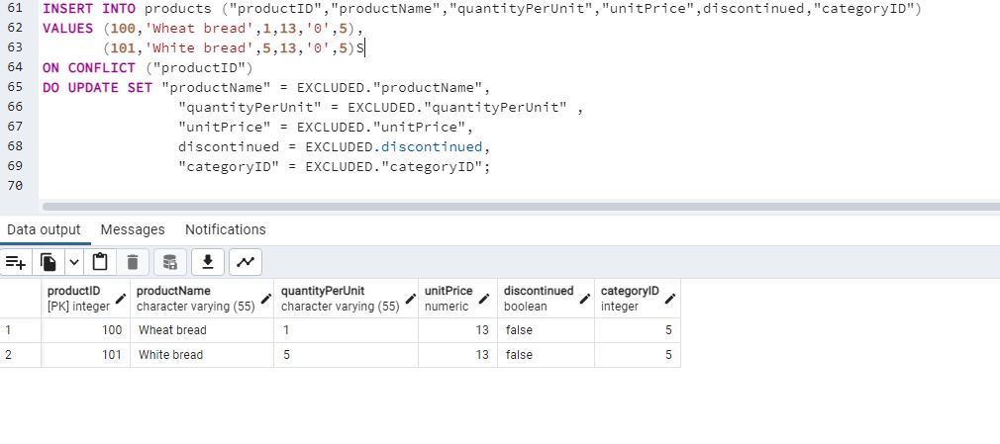 61 INSERT INTO products ("productID","productName","quantityPerUnit","unitPrice",discontinued,"categoryID")
62 VALUES (100,'Wheat bread',1,13,'0',5),
63 (101,'White bread',5,13,'0',5)S
64 ON CONFLICT ("productID")
65 DO UPDATE SET "productName" = EXCLUDED."productName",
66 "quantityPerUnit" = EXCLUDED."quantityPerUnit" ,
67 "unitPrice" = EXCLUDED."unitPrice",
68 discontinued = EXCLUDED.discontinued,
69 "categoryID" = EXCLUDED."categoryID";
70
Data output Messages Notifications
productID productName quantityPerUnit unitPrice discontinued categoryID
[PK] integer character varying (55) character varying (55) numeric boolean integer
1 100 Wheat bread 1 13 false 5
2 101 White bread 5 13 false 5